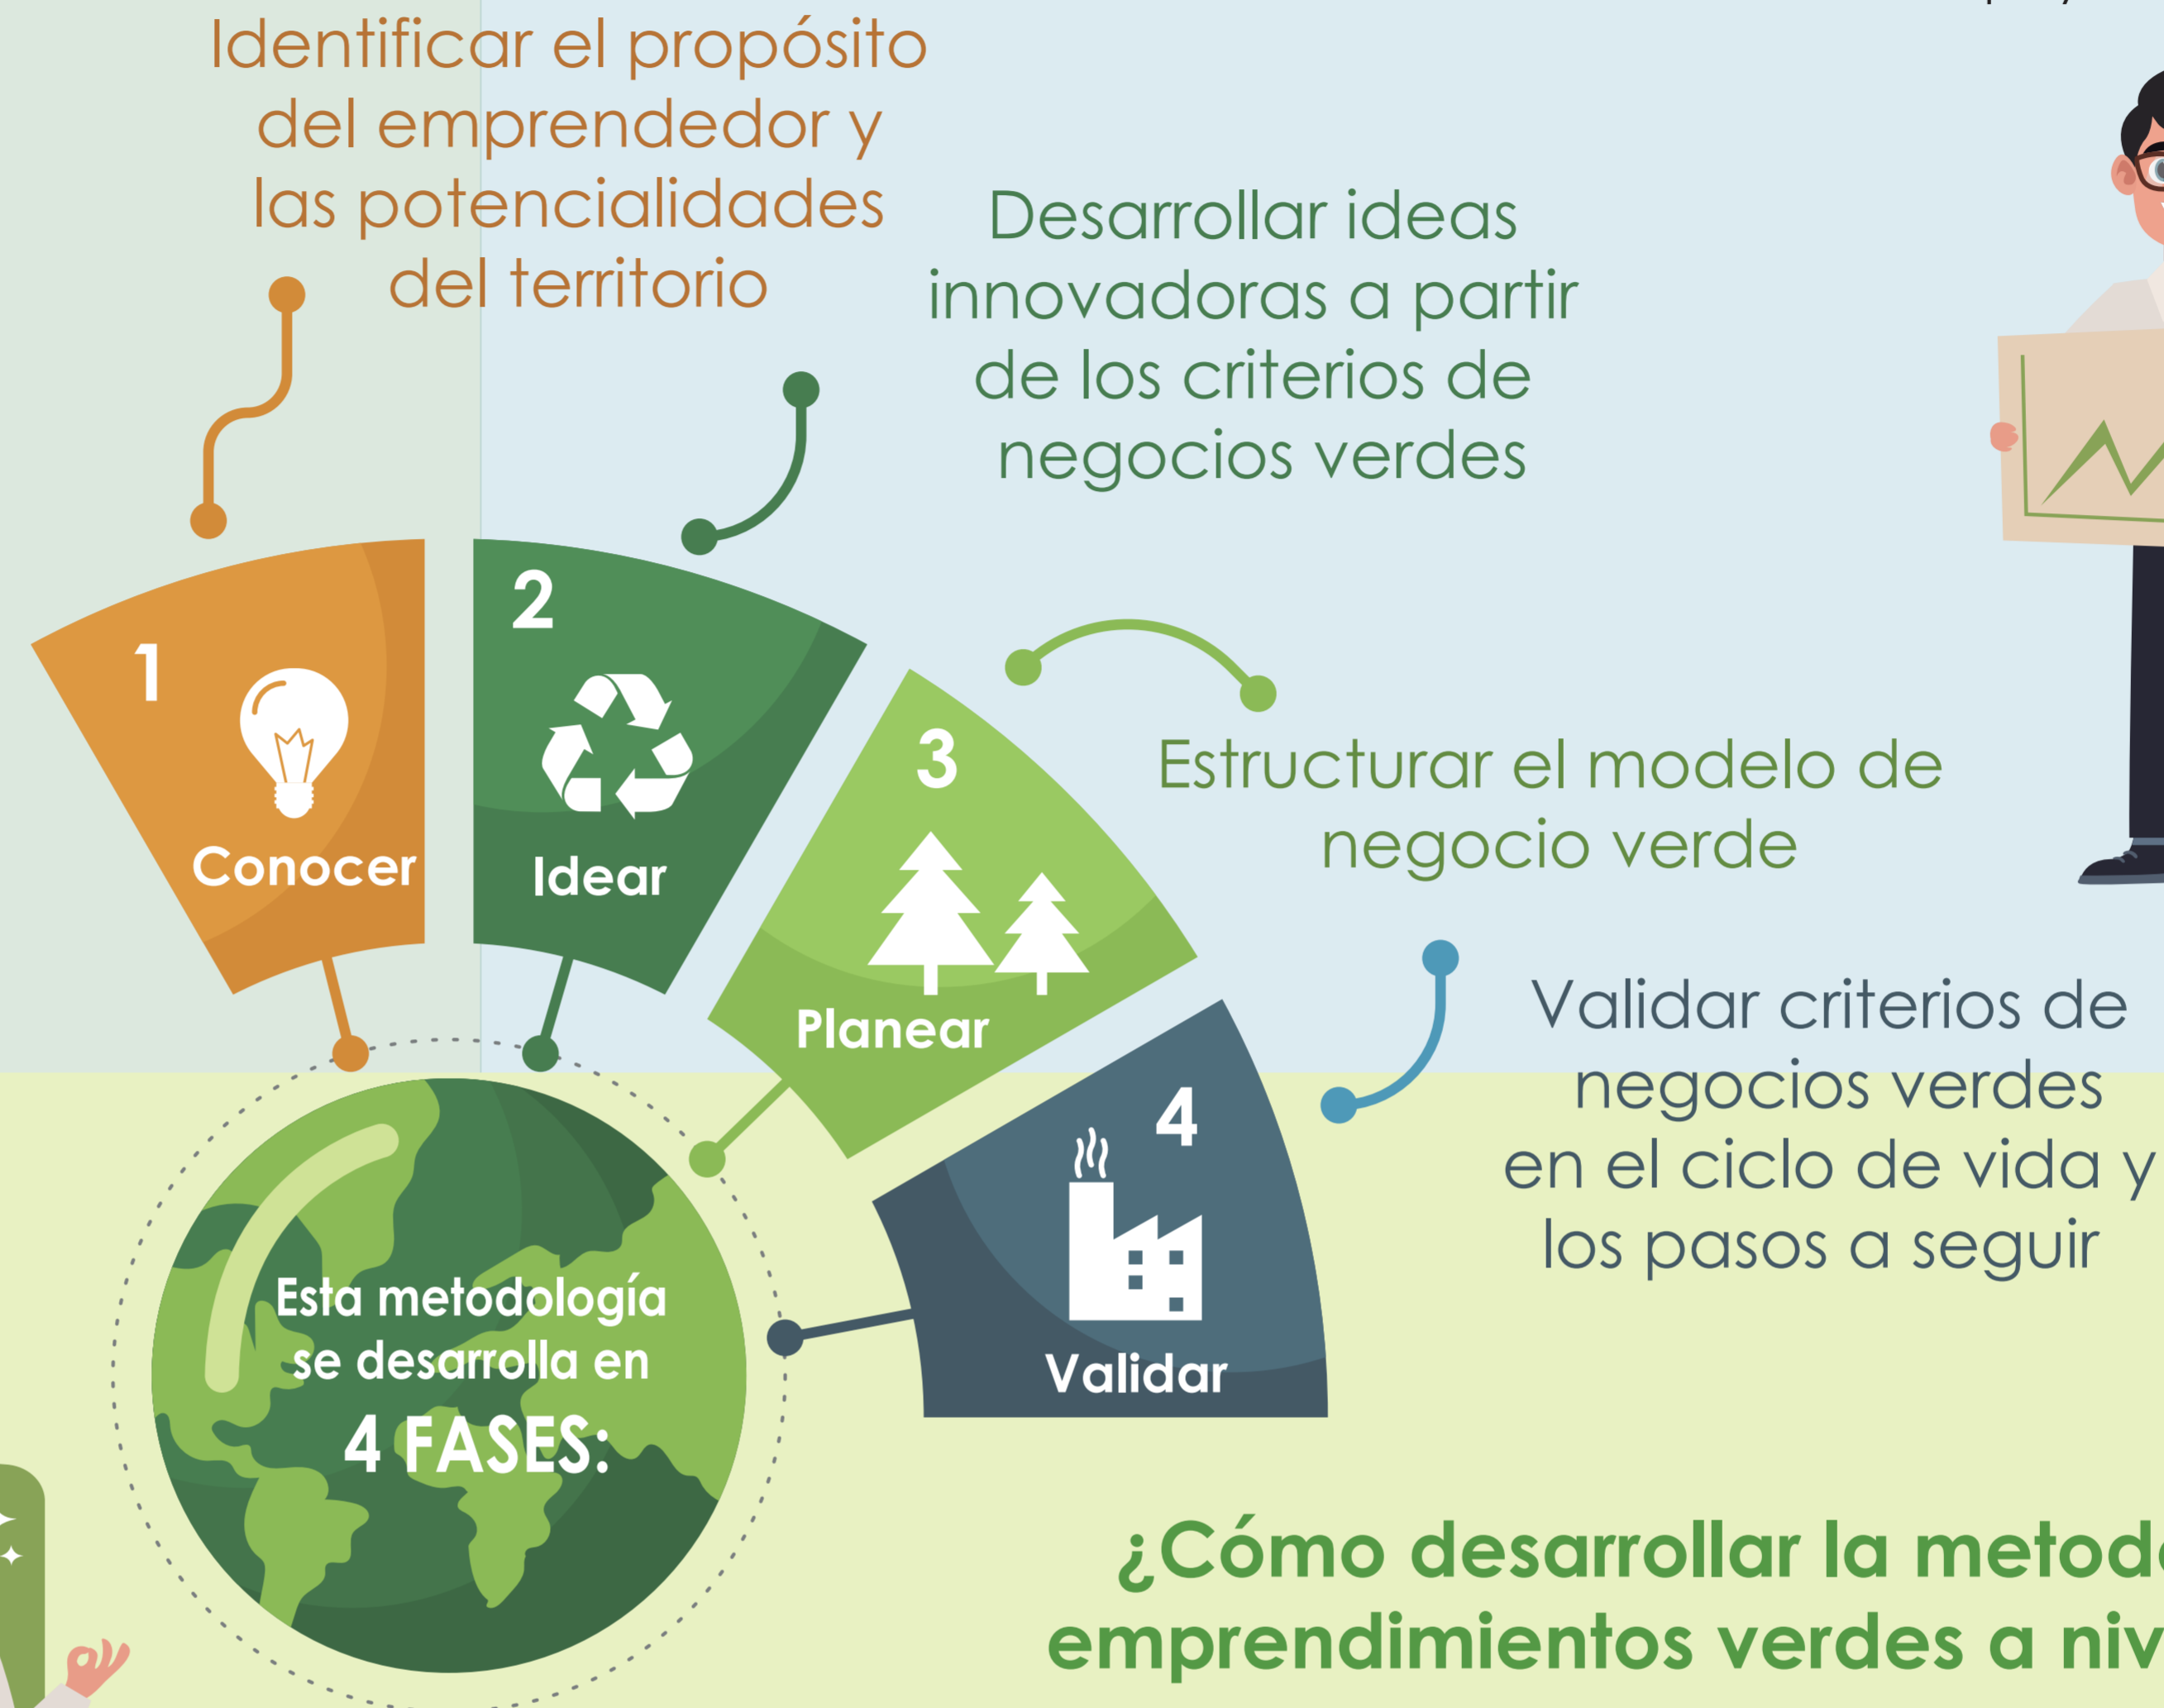 Identificar el propósito
del emprendedor y
las potencialidades
del territorio
Desarrollar ideas
innovadoras a partir
de los criterios de
negocios verdes
1
Conocer
2
Idear
3
Planear
Estructurar el modelo de
negocio verde
4
Validar
Validar criterios de
negocios verdes
en el ciclo de vida y
los pasos a seguir
Esta metodología
se desarrolla en
4 FASES:
¿Cómo desarrollar la
emprendimientos verdes a